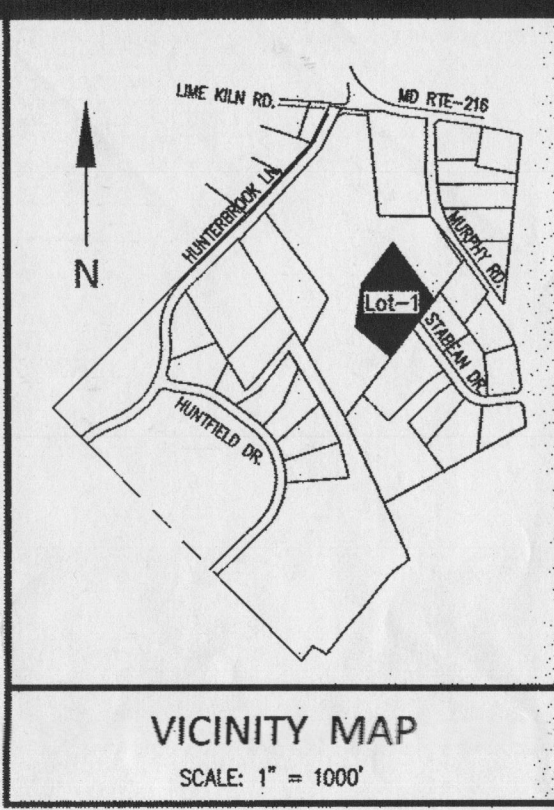 LIME KILN RD.
MD RTE-216
HUNTERBROOK LN.
MURPHY RD.
N
Lot-1
STABEAN DR.
HUNTFIELD DR.
VICINITY MAP
SCALE: 1" = 1000'